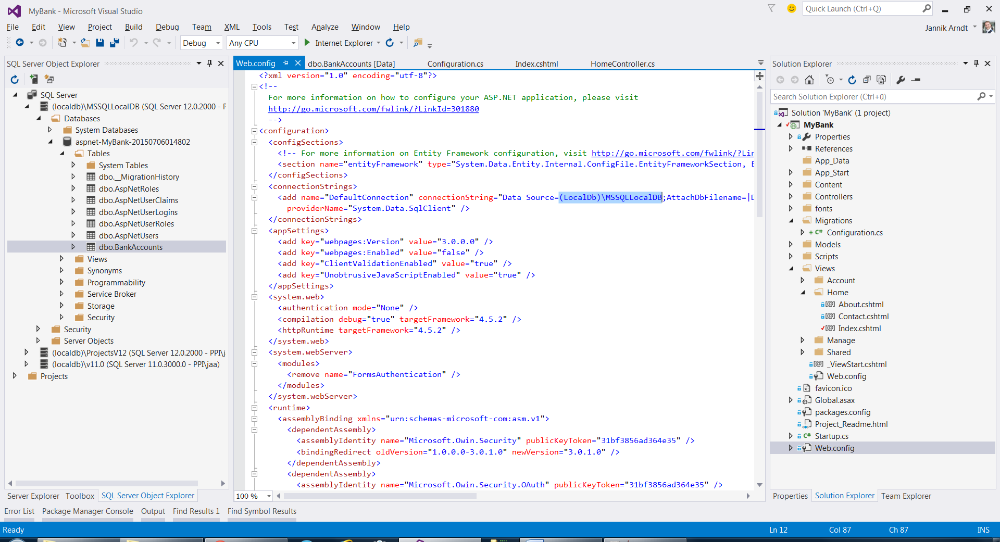 MyBank - Microsoft Visual Studio
Quick Launch (Ctrl+Q)
File Edit View Project Build Debug Team XML Tools Test Analyze Window Help
Jannik Arndt
Debug Any CPU Internet Explorer
SQL Server Object Explorer
SQL Server
(localdb)\MSSQLLocalDB (SQL Server 12.0.2000 - P
Databases
System Databases
aspnet-MyBank-20150706014802
Tables
System Tables
dbo.__MigrationHistory
dbo.AspNetRoles
dbo.AspNetUserClaims
dbo.AspNetUserLogins
dbo.AspNetUserRoles
dbo.AspNetUsers
dbo.BankAccounts
Views
Synonyms
Programmability
Service Broker
Storage
Security
Security
Server Objects
(localdb)\ProjectsV12 (SQL Server 12.0.2000 - PPI\j
(localdb)\v11.0 (SQL Server 11.0.3000.0 - PPI\jaa)
Projects
Server Explorer Toolbox SQL Server Object Explorer
Web.config dbo.BankAccounts [Data] Configuration.cs Index.cshtml HomeController.cs
<?xml version="1.0" encoding="utf-8"?>
<!--
For more information on how to configure your ASP.NET application, please visit
http://go.microsoft.com/fwlink/?LinkId=301880
-->
<configuration>
<configSections>
<!-- For more information on Entity Framework configuration, visit http://go.microsoft.com/fwlink/?Lin
<section name="entityFramework" type="System.Data.Entity.Internal.ConfigFile.EntityFrameworkSection, E
</configSections>
<connectionStrings>
<add name="DefaultConnection" connectionString="Data Source=(LocalDb)\MSSQLLocalDB;AttachDbFilename=|D
providerName="System.Data.SqlClient" />
</connectionStrings>
<appSettings>
<add key="webpages:Version" value="3.0.0.0" />
<add key="webpages:Enabled" value="false" />
<add key="ClientValidationEnabled" value="true" />
<add key="UnobtrusiveJavaScriptEnabled" value="true" />
</appSettings>
<system.web>
<authentication mode="None" />
<compilation debug="true" targetFramework="4.5.2" />
<httpRuntime targetFramework="4.5.2" />
</system.web>
<system.webServer>
<modules>
<remove name="FormsAuthentication" />
</modules>
</system.webServer>
<runtime>
<assemblyBinding xmlns="urn:schemas-microsoft-com:asm.v1">
<dependentAssembly>
<assemblyIdentity name="Microsoft.Owin.Security" publicKeyToken="31bf3856ad364e35" />
<bindingRedirect oldVersion="1.0.0.0-3.0.1.0" newVersion="3.0.1.0" />
</dependentAssembly>
<dependentAssembly>
<assemblyIdentity name="Microsoft.Owin.Security.OAuth" publicKeyToken="31bf3856ad364e35" />
100 %
Solution Explorer
Search Solution Explorer (Ctrl+ü)
Solution 'MyBank' (1 project)
MyBank
Properties
References
App_Data
App_Start
Content
Controllers
fonts
Migrations
Configuration.cs
Models
Scripts
Views
Account
Home
About.cshtml
Contact.cshtml
Index.cshtml
Manage
Shared
_ViewStart.cshtml
Web.config
favicon.ico
Global.asax
packages.config
Project_Readme.html
Startup.cs
Web.config
Properties Solution Explorer Team Explorer
Error List Package Manager Console Output Find Results 1 Find Symbol Results
Ready Ln 12 Col 87 Ch 87 INS